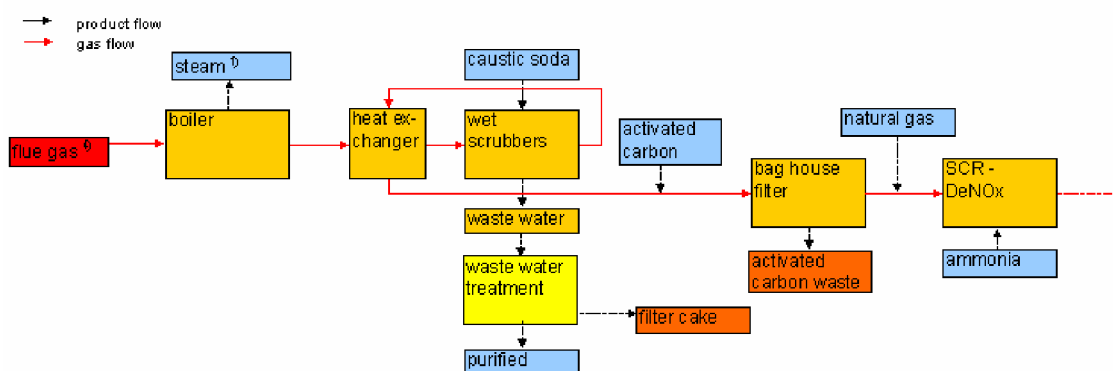 product flow
gas flow
steam 1)
caustic soda
boiler
heat ex-
changer
wet
scrubbers
activated
carbon
natural gas
flue gas
bag house
filter
SCR -
DeNOx
waste water
activated
carbon waste
ammonia
waste water
treatment
filter cake
purified